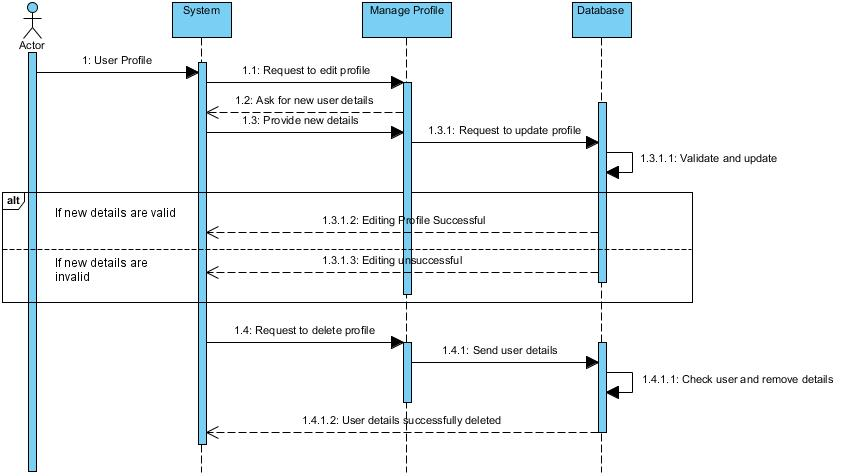 System
Manage Profile
Database
Actor
1: User Profile
1.1: Request to edit profile
1.2: Ask for new user details
1.3: Provide new details
1.3.1: Request to update profile
1.3.1.1: Validate and update
alt
If new details are valid
1.3.1.2: Editing Profile Successful
If new details are
invalid
1.3.1.3: Editing unsuccessful
1.4: Request to delete profile
1.4.1: Send user details
1.4.1.1: Check user and remove details
1.4.1.2: User details successfully deleted